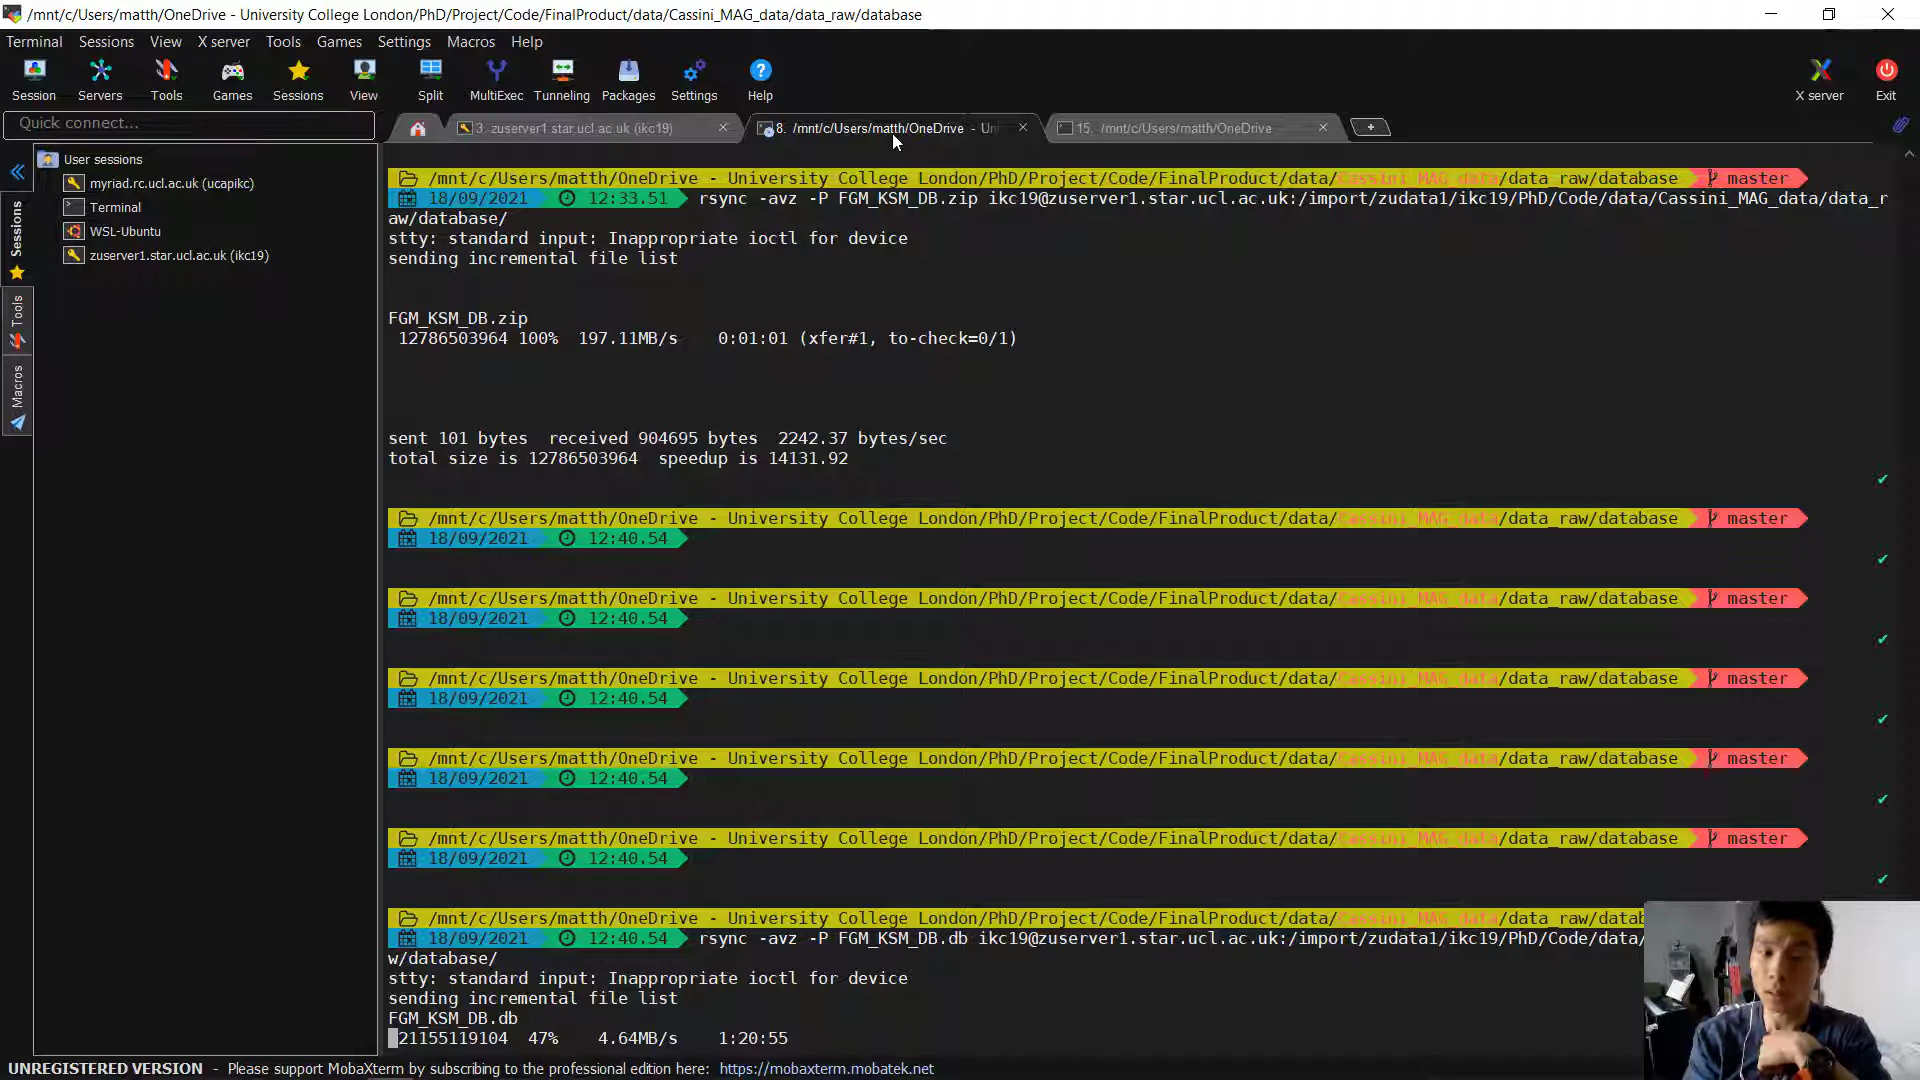 /mnt/c/Users/matth/OneDrive - University College London/PhD/Project/Code/FinalProduct/data/Cassini_MAG_data/data_raw/database
Terminal Sessions View X server Tools Games Settings Macros Help
Session Servers Tools Games Sessions View Split MultiExec Tunneling Packages Settings Help X server Exit
Quick connect...
3. zuserver1.star.ucl.ac.uk (ikc19)
8. /mnt/c/Users/matth/OneDrive - Un
15. /mnt/c/Users/matth/OneDrive
User sessions
myriad.rc.ucl.ac.uk (ucapikc)
Terminal
WSL-Ubuntu
zuserver1.star.ucl.ac.uk (ikc19)
Sessions
Tools
Macros
/mnt/c/Users/matth/OneDrive - University College London/PhD/Project/Code/FinalProduct/data/Cassini_MAG_data/data_raw/database master
18/09/2021 12:33.51 rsync -avz -P FGM_KSM_DB.zip ikc19@zuserver1.star.ucl.ac.uk:/import/zudata1/ikc19/PhD/Code/data/Cassini_MAG_data/data_r
aw/database/
stty: standard input: Inappropriate ioctl for device
sending incremental file list
FGM_KSM_DB.zip
12786503964 100% 197.11MB/s 0:01:01 (xfer#1, to-check=0/1)
sent 101 bytes received 904695 bytes 2242.37 bytes/sec
total size is 12786503964 speedup is 14131.92
/mnt/c/Users/matth/OneDrive - University College London/PhD/Project/Code/FinalProduct/data/Cassini_MAG_data/data_raw/database master
18/09/2021 12:40.54
/mnt/c/Users/matth/OneDrive - University College London/PhD/Project/Code/FinalProduct/data/Cassini_MAG_data/data_raw/database master
18/09/2021 12:40.54
/mnt/c/Users/matth/OneDrive - University College London/PhD/Project/Code/FinalProduct/data/Cassini_MAG_data/data_raw/database master
18/09/2021 12:40.54
/mnt/c/Users/matth/OneDrive - University College London/PhD/Project/Code/FinalProduct/data/Cassini_MAG_data/data_raw/database master
18/09/2021 12:40.54
/mnt/c/Users/matth/OneDrive - University College London/PhD/Project/Code/FinalProduct/data/Cassini_MAG_data/data_raw/database master
18/09/2021 12:40.54
/mnt/c/Users/matth/OneDrive - University College London/PhD/Project/Code/FinalProduct/data/Cassini_MAG_data/data_raw/datab
18/09/2021 12:40.54 rsync -avz -P FGM_KSM_DB.db ikc19@zuserver1.star.ucl.ac.uk:/import/zudata1/ikc19/PhD/Code/data/
w/database/
stty: standard input: Inappropriate ioctl for device
sending incremental file list
FGM_KSM_DB.db
21155119104 47% 4.64MB/s 1:20:55
UNREGISTERED VERSION - Please support MobaXterm by subscribing to the professional edition here: https://mobaxterm.mobatek.net